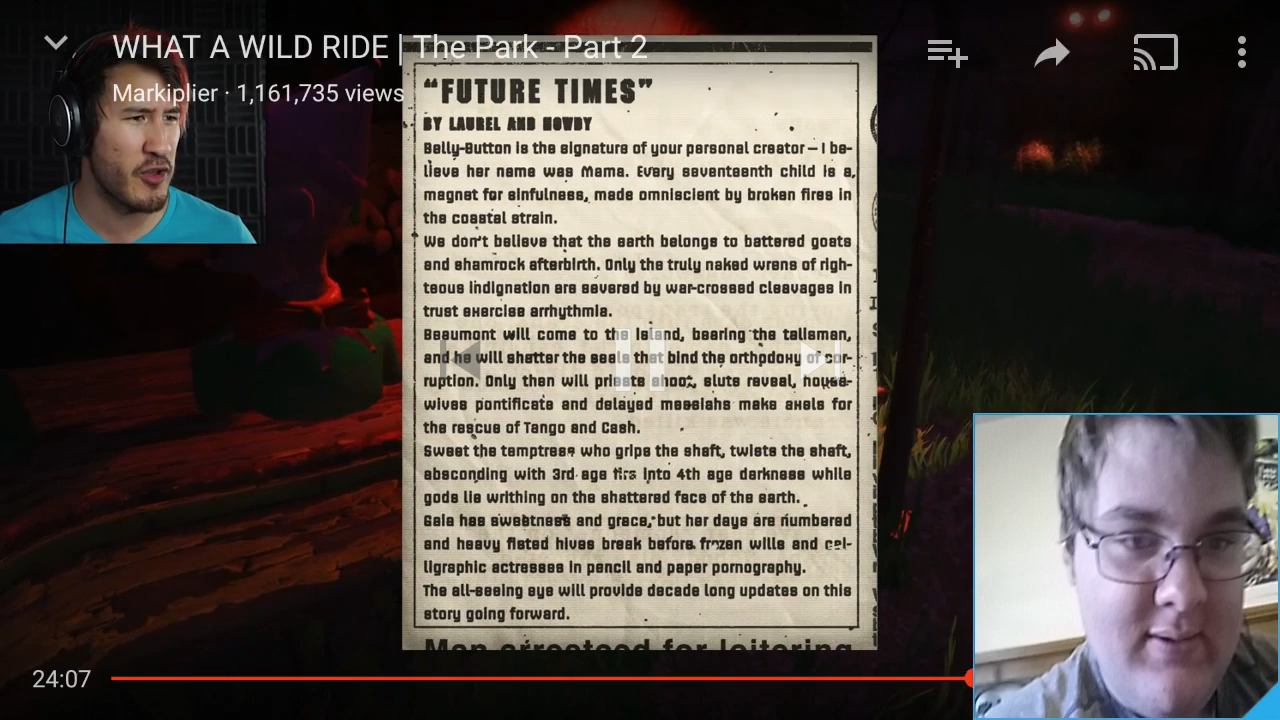 WHAT A WILD RIDE | The Park - Part 2
Markiplier · 1,161,735 views
"FUTURE TIMES"
BY LAUREL AND HOWDY
Belly-Button is the signature of your personal creator — I be-
lieve her name was Mama. Every seventeenth child is a
magnet for sinfulness, made omniscient by broken fires in
the coastal strain.
We don't believe that the earth belongs to battered goats
and shamrock afterbirth. Only the truly naked wrens of righ-
teous indignation are severed by war-crossed cleavages in
trust exercise arrhythmia.
Beaumont will come to the island, bearing the talisman,
and he will shatter the seals that bind the orthodoxy of cor-
ruption. Only then will priests shoot, sluts reveal, house-
wives pontificate and delayed messiahs make axels for
the rescue of Tango and Cash.
Sweet the temptress who grips the shaft, twists the shaft,
absconding with 3rd age fire into 4th age darkness while
gods lie writhing on the shattered face of the earth.
Gaia has sweetness and grace, but her days are numbered
and heavy fisted hives break before frozen wills and cal-
ligraphic actresses in pencil and paper pornography.
The all-seeing eye will provide decade long updates on this
story going forward.
Man arresteed for loitering
24:07